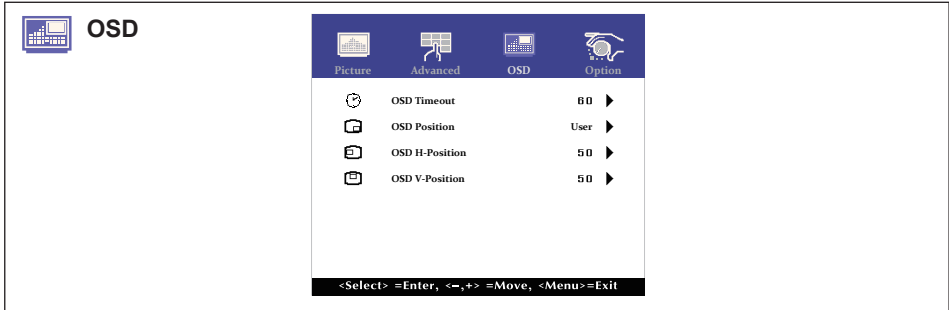 OSD
Picture Advanced OSD Option
OSD Timeout 60
OSD Position User
OSD H-Position 50
OSD V-Position 50
<Select> =Enter, <–,+> =Move, <Menu>=Exit